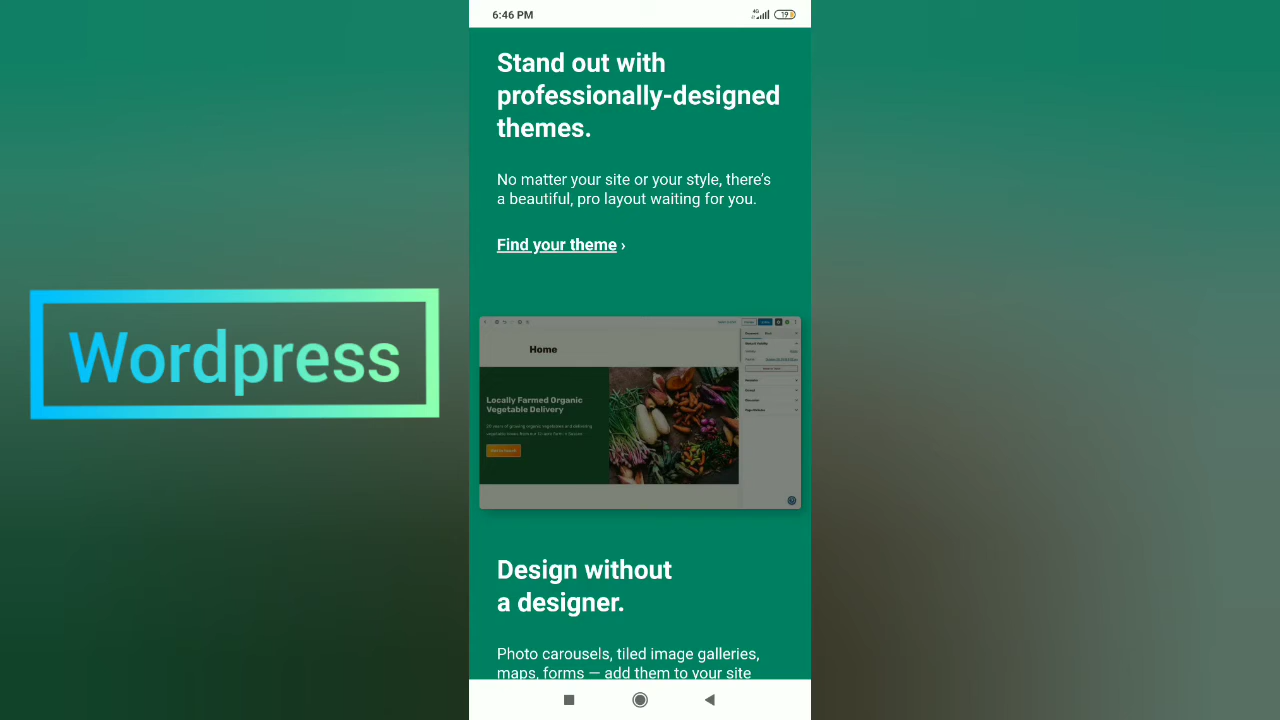 6:46 PM
4G
19
Stand out with
professionally-designed
themes.
No matter your site or your style, there's
a beautiful, pro layout waiting for you.
Find your theme ›
Wordpress
Home
Locally Farmed Organic
Vegetable Delivery
Design without
a designer.
Photo carousels, tiled image galleries,
maps, forms — add them to your site